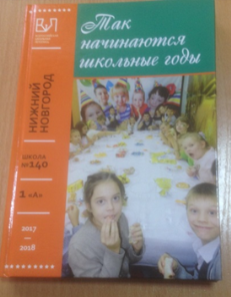 Так
начинаются
школьные годы
НИЖНИЙ
НОВГОРОД
ШКОЛА
№140
1 «А»
2017
2018